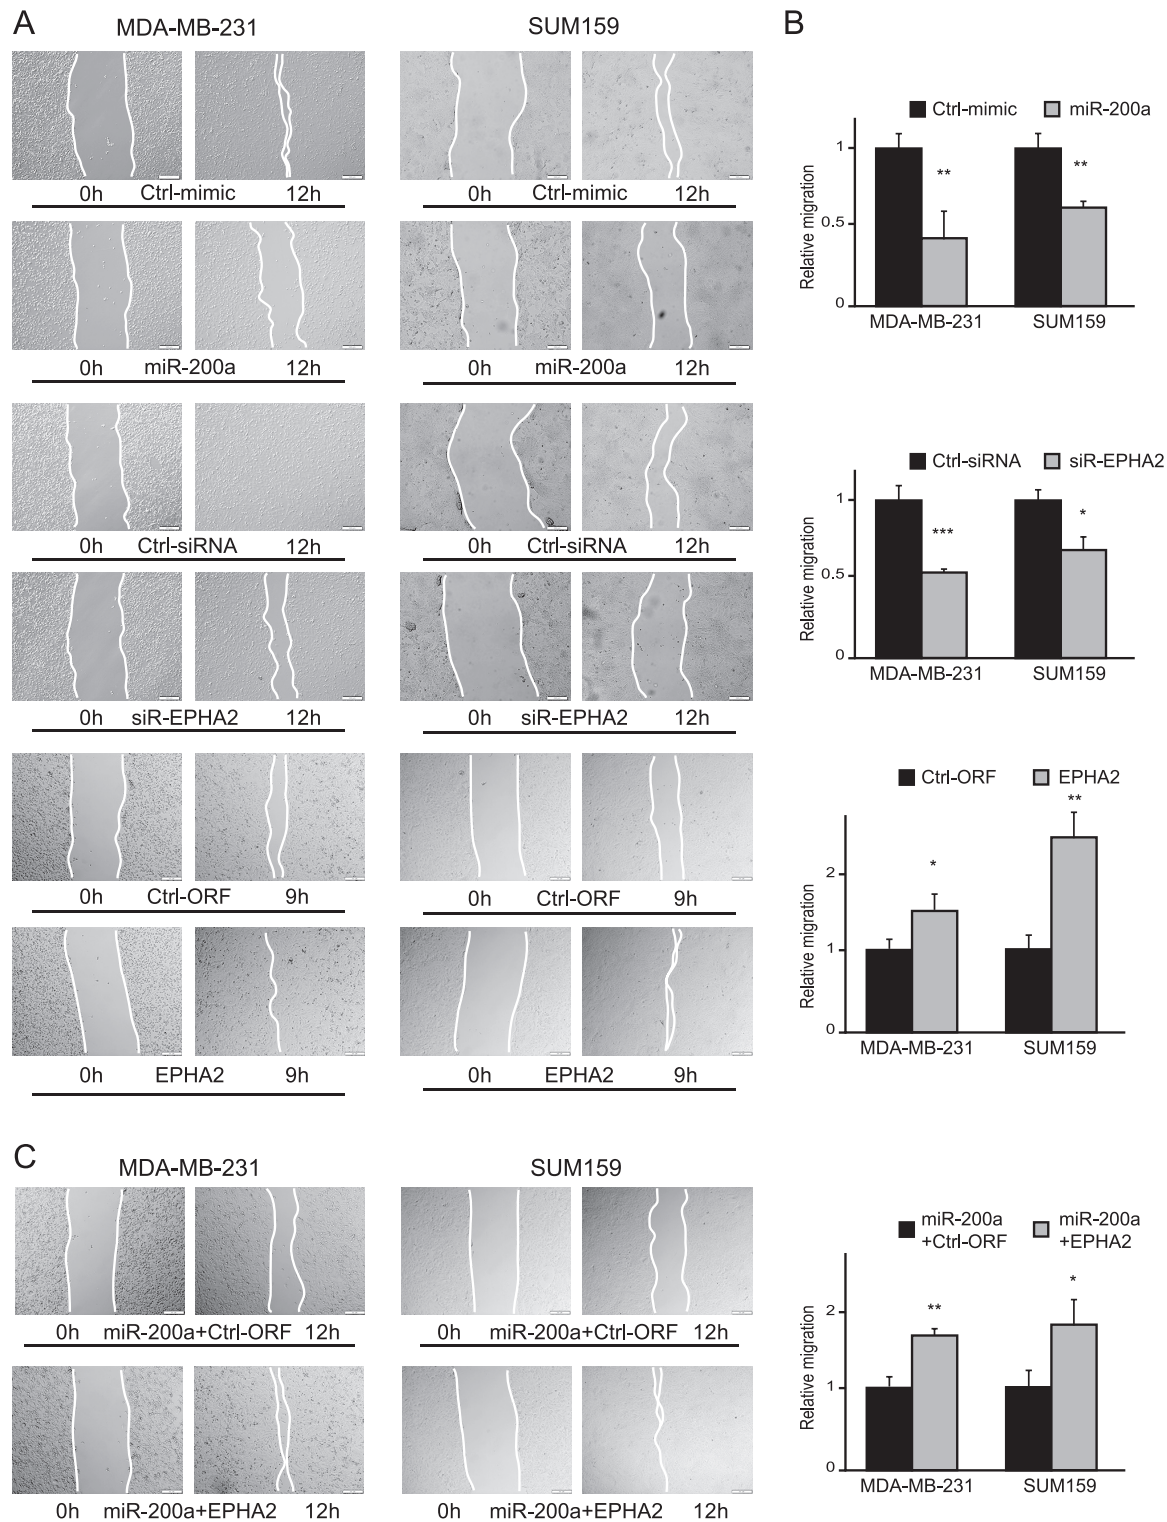 A
MDA-MB-231
SUM159
B
0h Ctrl-mimic 12h
0h Ctrl-mimic 12h
0h miR-200a 12h
0h miR-200a 12h
0h Ctrl-siRNA 12h
0h Ctrl-siRNA 12h
0h siR-EPHA2 12h
0h siR-EPHA2 12h
0h Ctrl-ORF 9h
0h Ctrl-ORF 9h
0h EPHA2 9h
0h EPHA2 9h
Ctrl-mimic miR-200a
Relative migration
1
0.5
0
** **
MDA-MB-231 SUM159
Ctrl-siRNA siR-EPHA2
Relative migration
1
0.5
0
*** *
MDA-MB-231 SUM159
Ctrl-ORF EPHA2
Relative migration
2
1
0
* **
MDA-MB-231 SUM159
C
MDA-MB-231
SUM159
0h miR-200a+Ctrl-ORF 12h
0h miR-200a+Ctrl-ORF 12h
0h miR-200a+EPHA2 12h
0h miR-200a+EPHA2 12h
miR-200a
+Ctrl-ORF
miR-200a
+EPHA2
Relative migration
2
1
0
** *
MDA-MB-231 SUM159